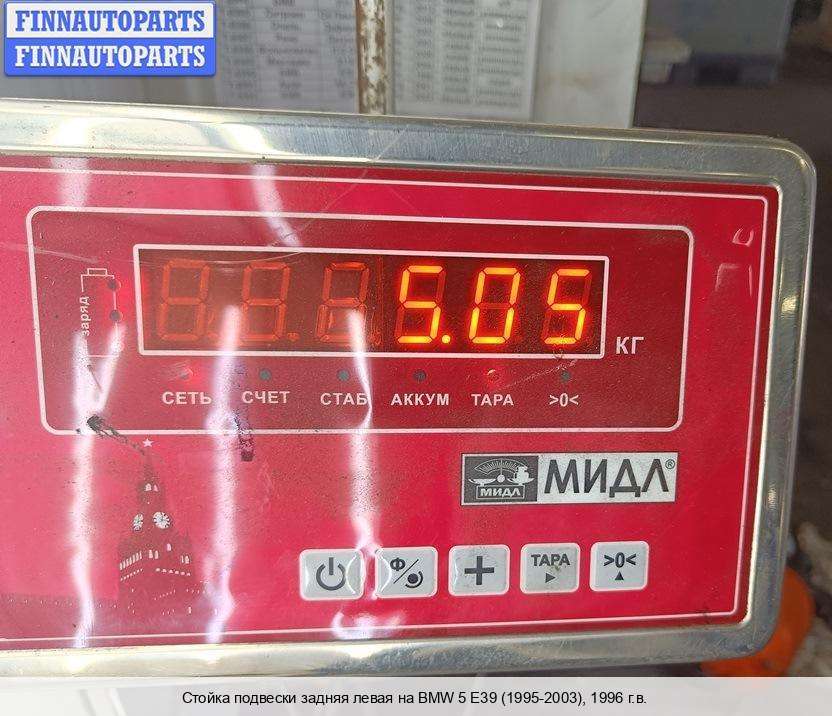 FINNAUTOPARTS
FINNAUTOPARTS
5.05
КГ
заряд
СЕТЬ СЧЕТ СТАБ АККУМ ТАРА >0<
МИДЛ МИДЛ®
Ф ТАРА >0<
Стойка подвески задняя левая на BMW 5 E39 (1995-2003), 1996 г.в.